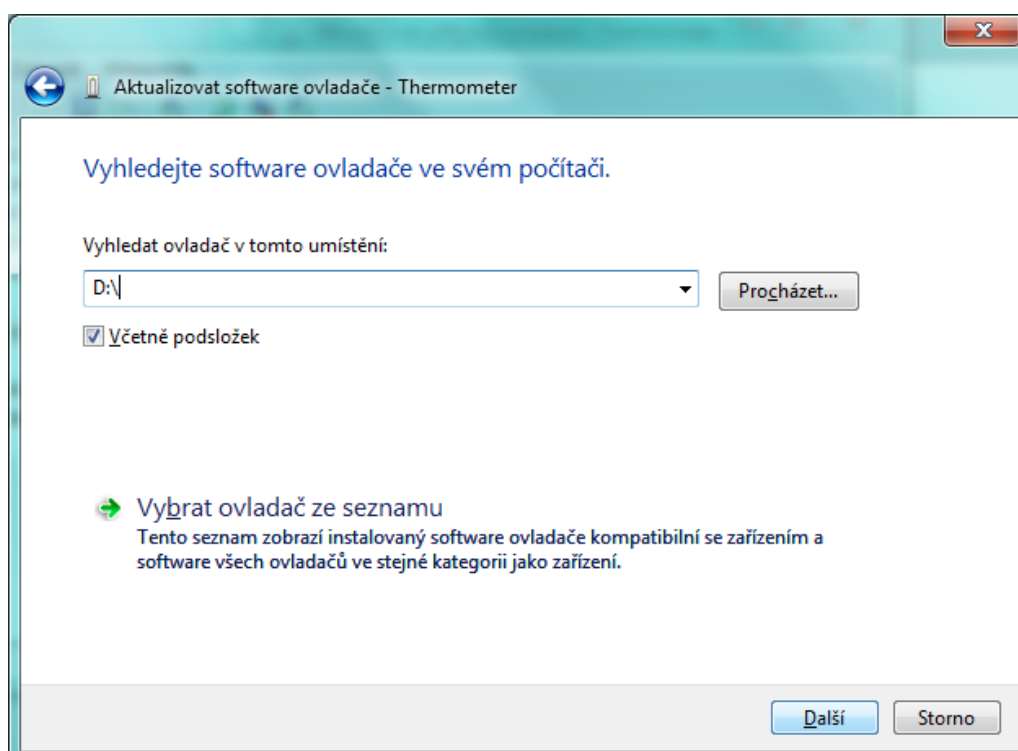 Aktualizovat software ovladače - Thermometer
Vyhledejte software ovladače ve svém počítači.
Vyhledat ovladač v tomto umístění:
D:\
Procházet...
Včetně podsložek
Vybrat ovladač ze seznamu
Tento seznam zobrazí instalovaný software ovladače kompatibilní se zařízením a
software všech ovladačů ve stejné kategorii jako zařízení.
Další
Storno